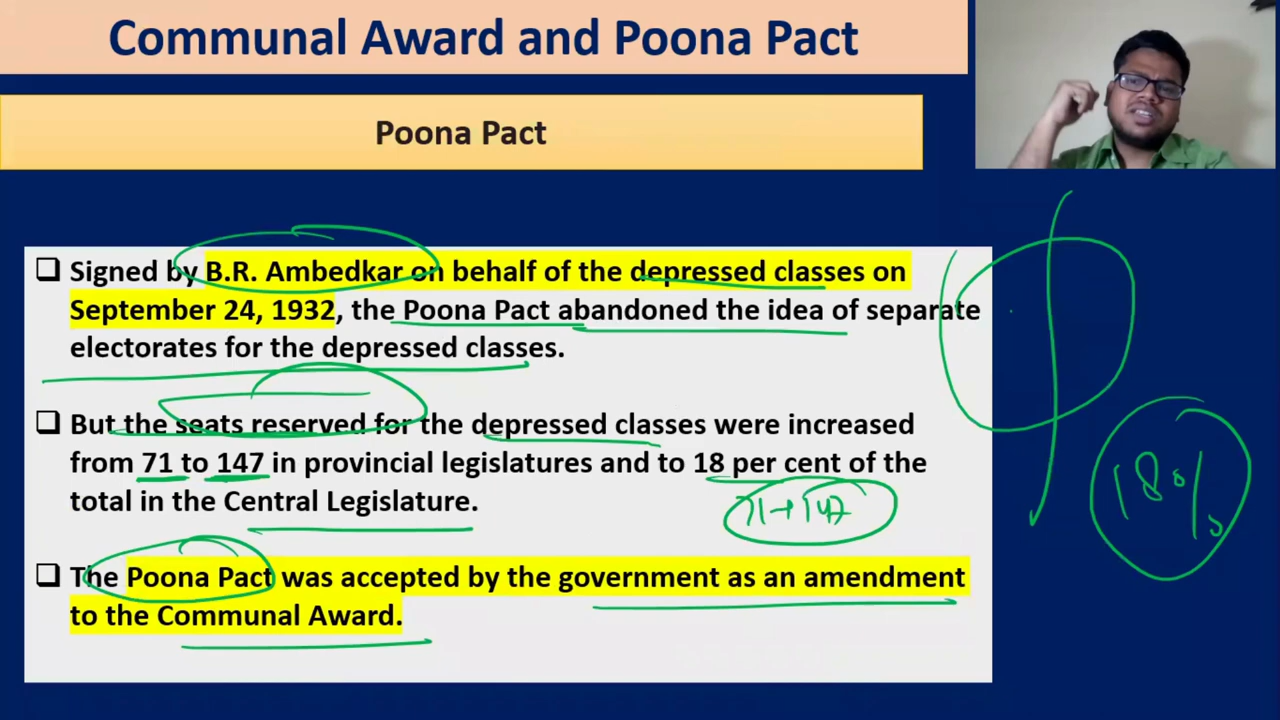 Communal Award and Poona Pact
Poona Pact
❑ Signed by B.R. Ambedkar on behalf of the depressed classes on
September 24, 1932, the Poona Pact abandoned the idea of separate
electorates for the depressed classes.
❑ But the seats reserved for the depressed classes were increased
from 71 to 147 in provincial legislatures and to 18 per cent of the
total in the Central Legislature.
71→147
18%
❑ The Poona Pact was accepted by the government as an amendment
to the Communal Award.